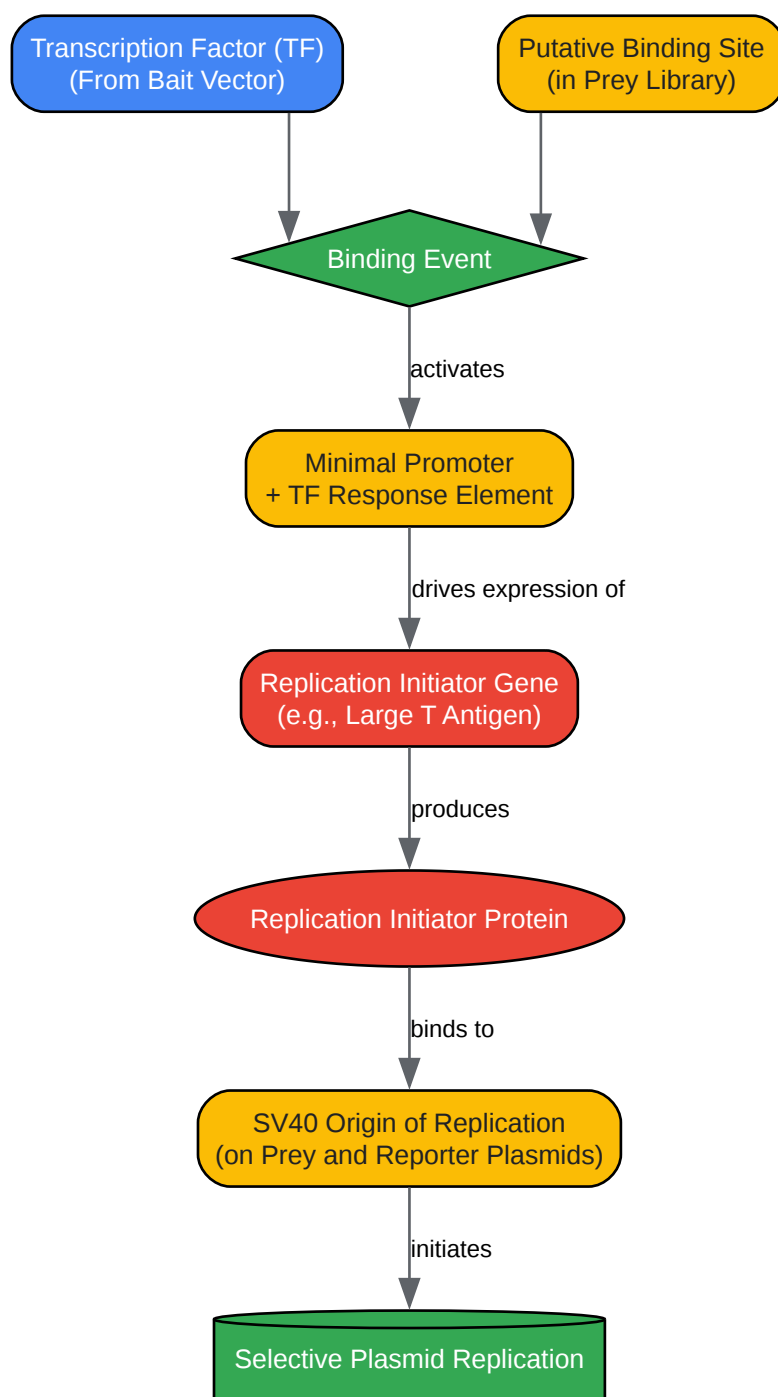 Transcription Factor (TF)
(From Bait Vector)
Putative Binding Site
(in Prey Library)
Binding Event
activates
Minimal Promoter
+ TF Response Element
drives expression of
Replication Initiator Gene
(e.g., Large T Antigen)
produces
Replication Initiator Protein
binds to
SV40 Origin of Replication
(on Prey and Reporter Plasmids)
initiates
Selective Plasmid Replication